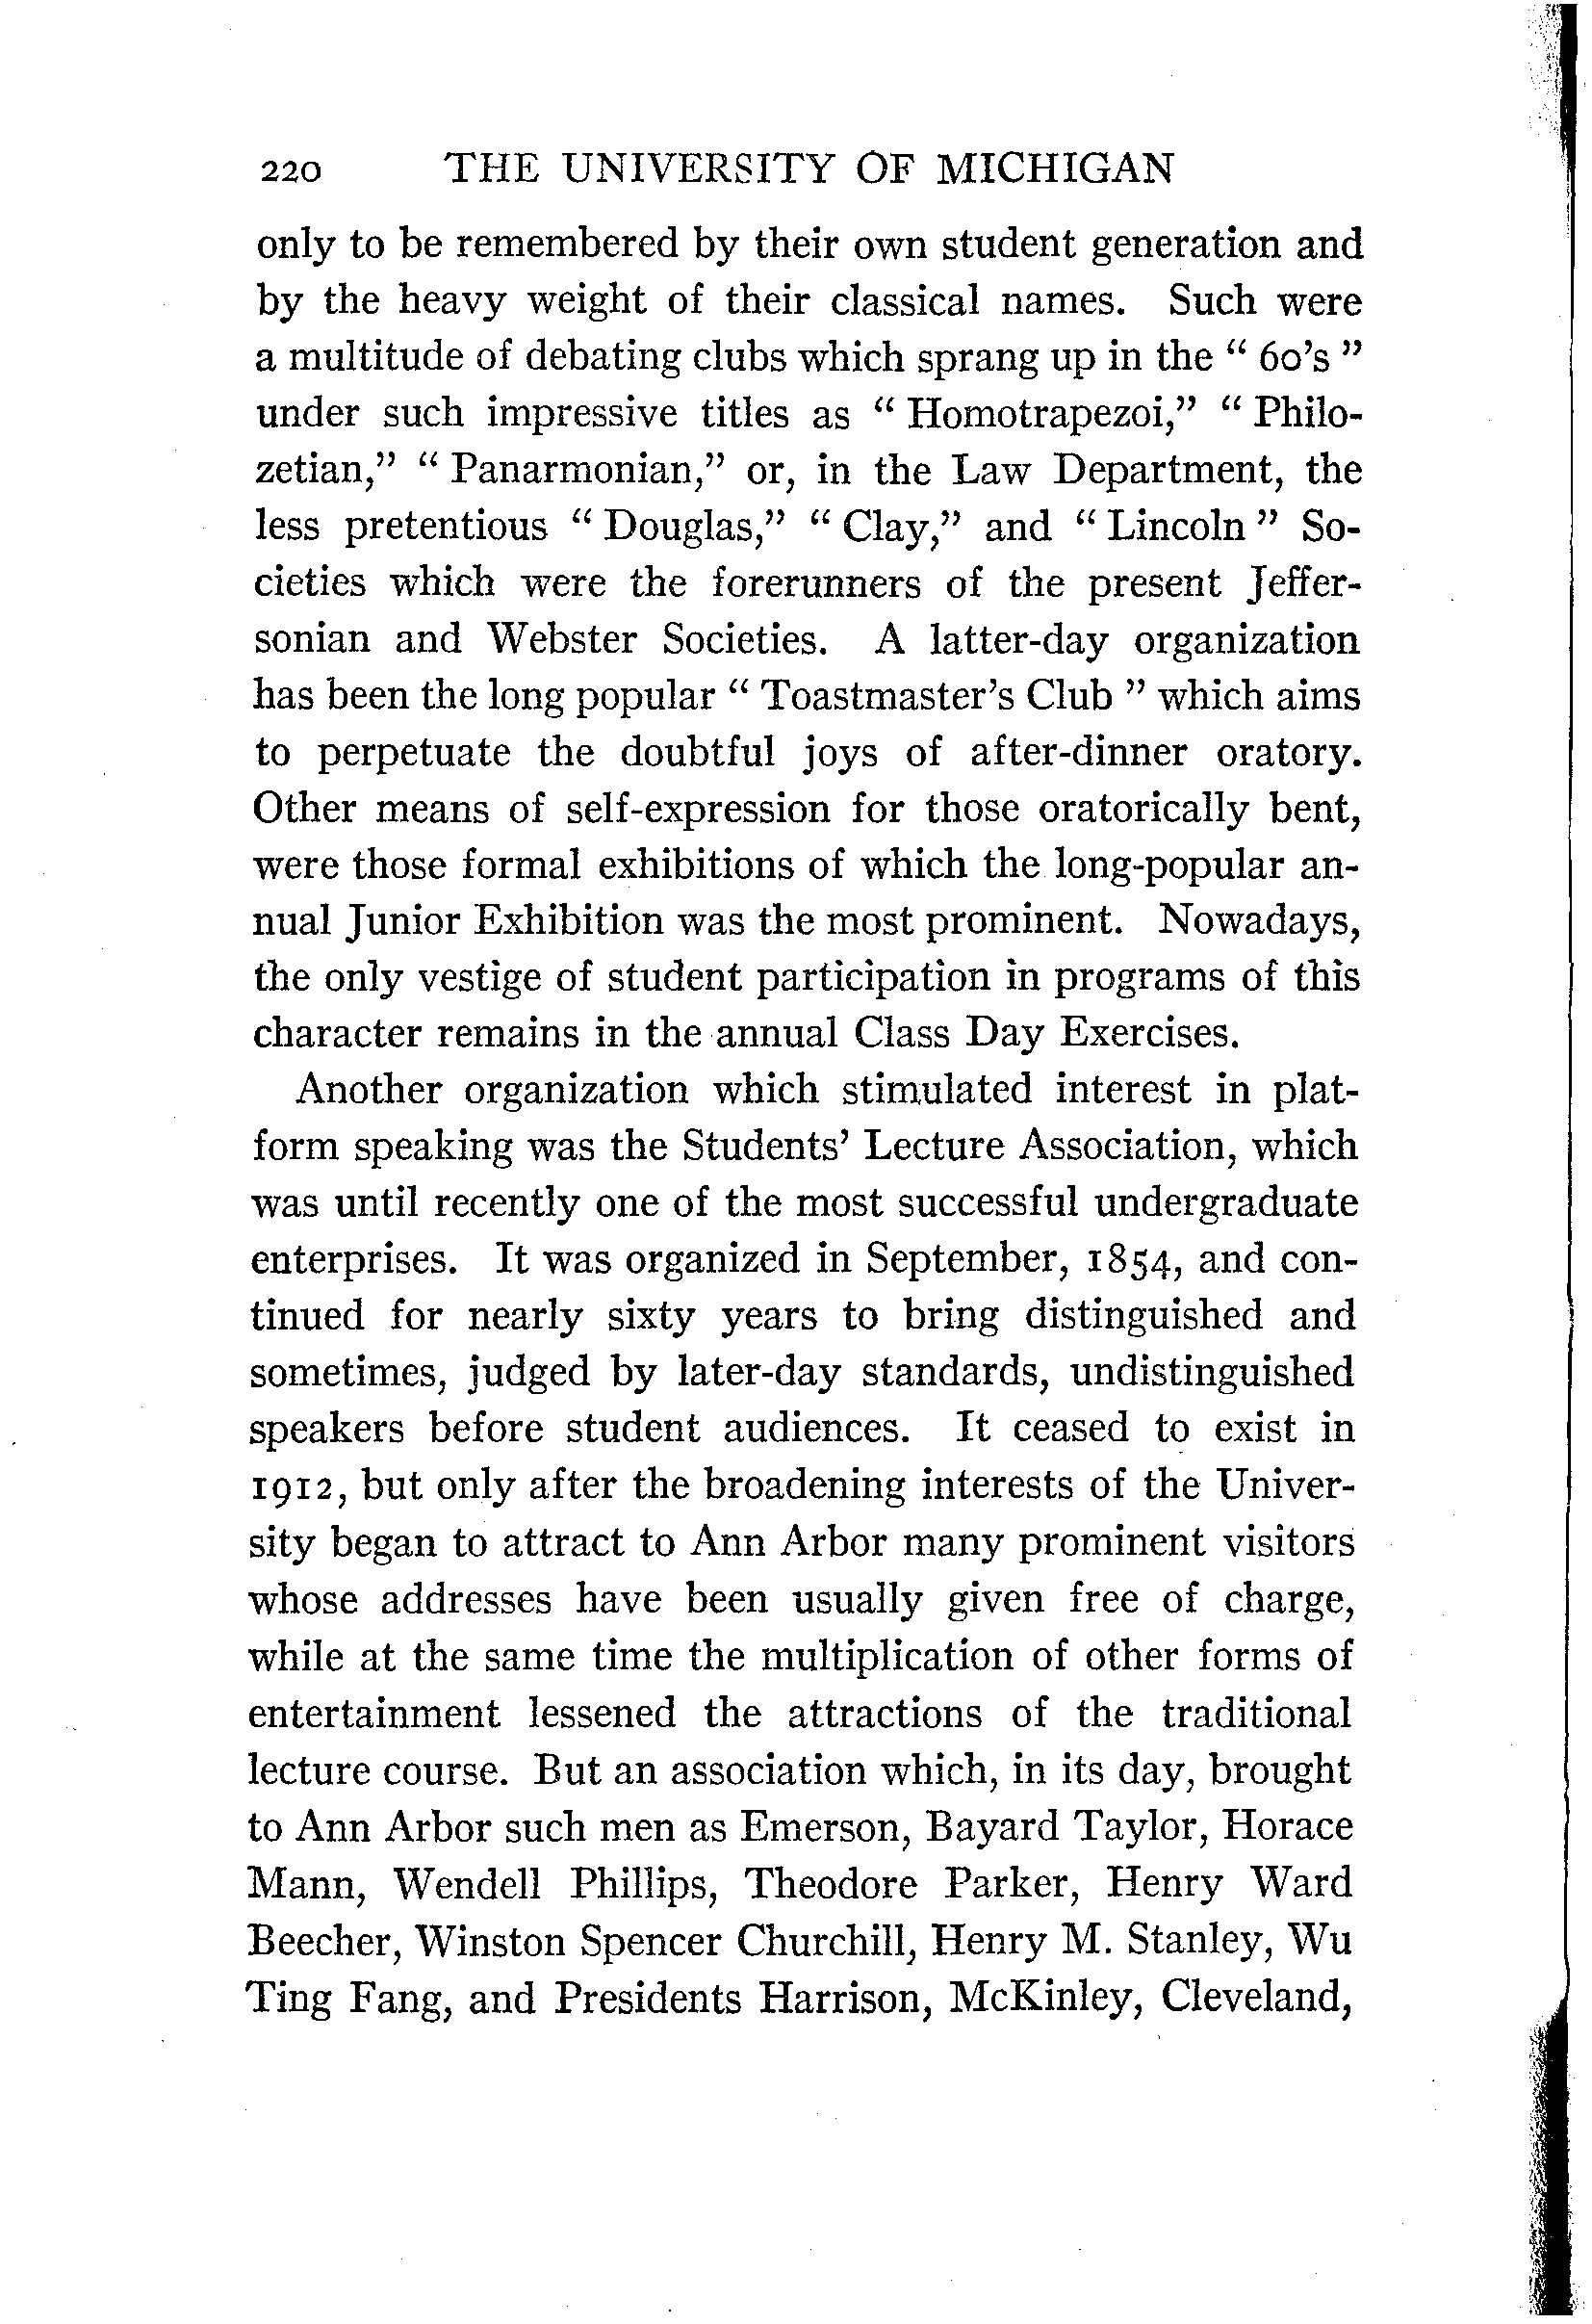 220 THE UNIVERSITY OF MICHIGAN
only to be remembered by their own student generation and
by the heavy weight of their classical names. Such were
a multitude of debating clubs which sprang up in the " 60's "
under such impressive titles as " Homotrapezoi," " Philo-
zetian," " Panarmonian," or, in the Law Department, the
less pretentious " Douglas," " Clay," and " Lincoln " So-
cieties which were the forerunners of the present Jeffer-
sonian and Webster Societies. A latter-day organization
has been the long popular " Toastmaster's Club " which aims
to perpetuate the doubtful joys of after-dinner oratory.
Other means of self-expression for those oratorically bent,
were those formal exhibitions of which the long-popular an-
nual Junior Exhibition was the most prominent. Nowadays,
the only vestige of student participation in programs of this
character remains in the annual Class Day Exercises.
Another organization which stimulated interest in plat-
form speaking was the Students' Lecture Association, which
was until recently one of the most successful undergraduate
enterprises. It was organized in September, 1854, and con-
tinued for nearly sixty years to bring distinguished and
sometimes, judged by later-day standards, undistinguished
speakers before student audiences. It ceased to exist in
1912, but only after the broadening interests of the Univer-
sity began to attract to Ann Arbor many prominent visitors
whose addresses have been usually given free of charge,
while at the same time the multiplication of other forms of
entertainment lessened the attractions of the traditional
lecture course. But an association which, in its day, brought
to Ann Arbor such men as Emerson, Bayard Taylor, Horace
Mann, Wendell Phillips, Theodore Parker, Henry Ward
Beecher, Winston Spencer Churchill, Henry M. Stanley, Wu
Ting Fang, and Presidents Harrison, McKinley, Cleveland,